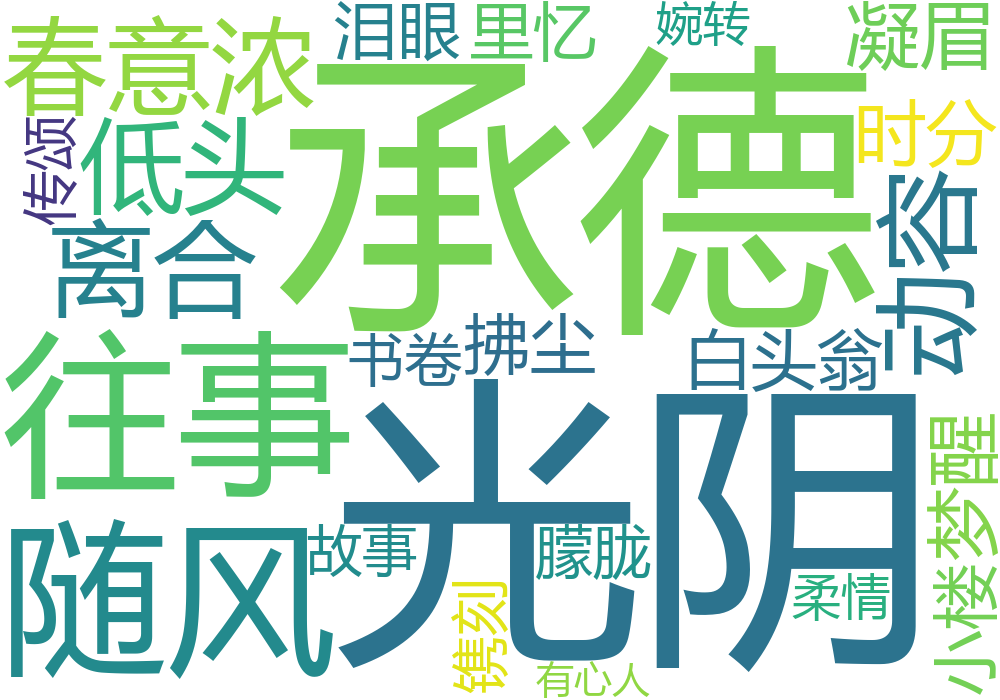 春意浓
泪眼
里忆
婉转
凝眉
承德
时分
传颂
低头
离合
动容
往事
书卷
拂尘
白头翁
光阴
小楼梦醒
随风
故事
朦胧
柔情
镌刻
有心人